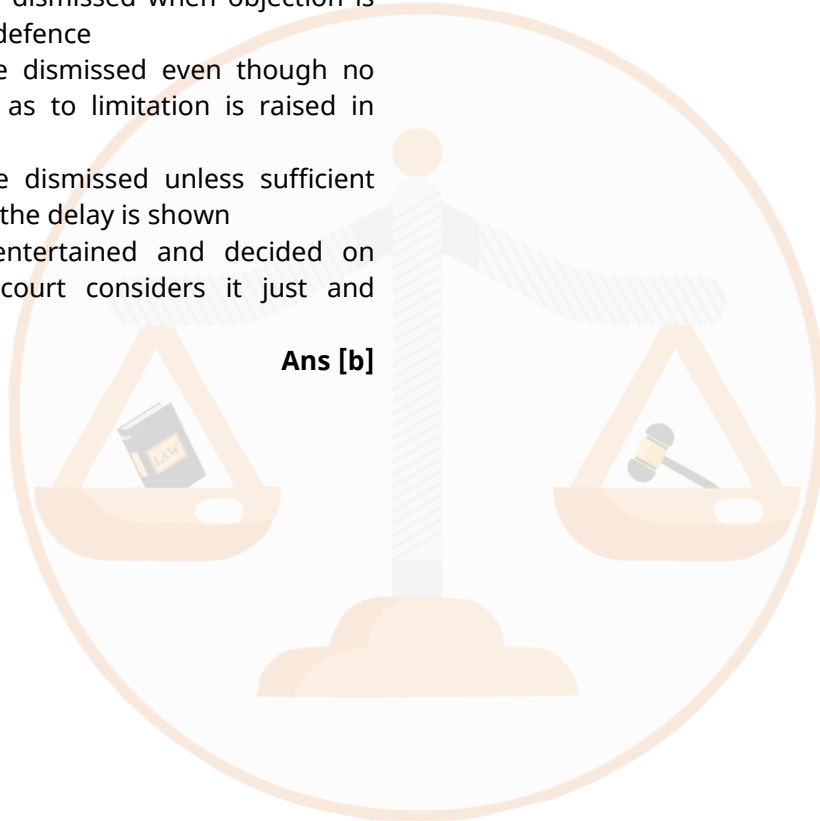 dismissed when objection is
defence
e dismissed even though no
as to limitation is raised in
e dismissed unless sufficient
the delay is shown
entertained and decided on
court considers it just and
Ans [b]
LAW